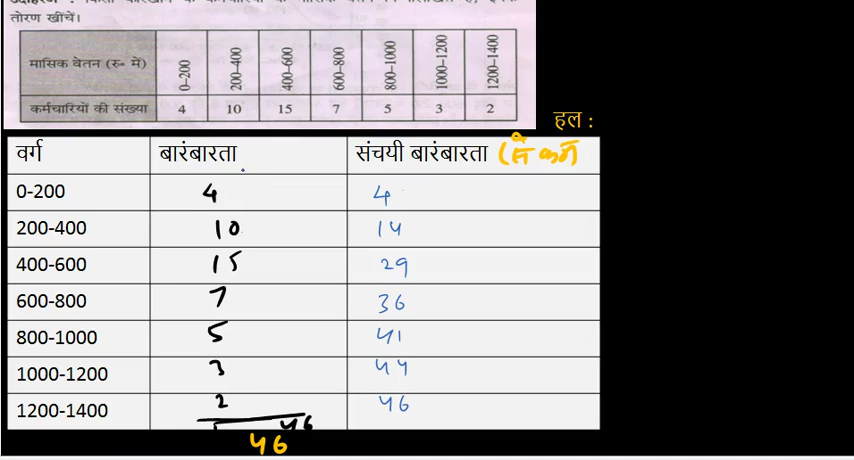 तोरण खींचें।
मासिक वेतन (रु॰ में) 0–200 200–400 400–600 600–800 800–1000 1000–1200 1200–1400
कर्मचारियों की संख्या 4 10 15 7 5 3 2
हल :
वर्ग बारंबारता संचयी बारंबारता (से कम)
0-200 4 4
200-400 10 14
400-600 15 29
600-800 7 36
800-1000 5 41
1000-1200 3 44
1200-1400 2 46
46
46